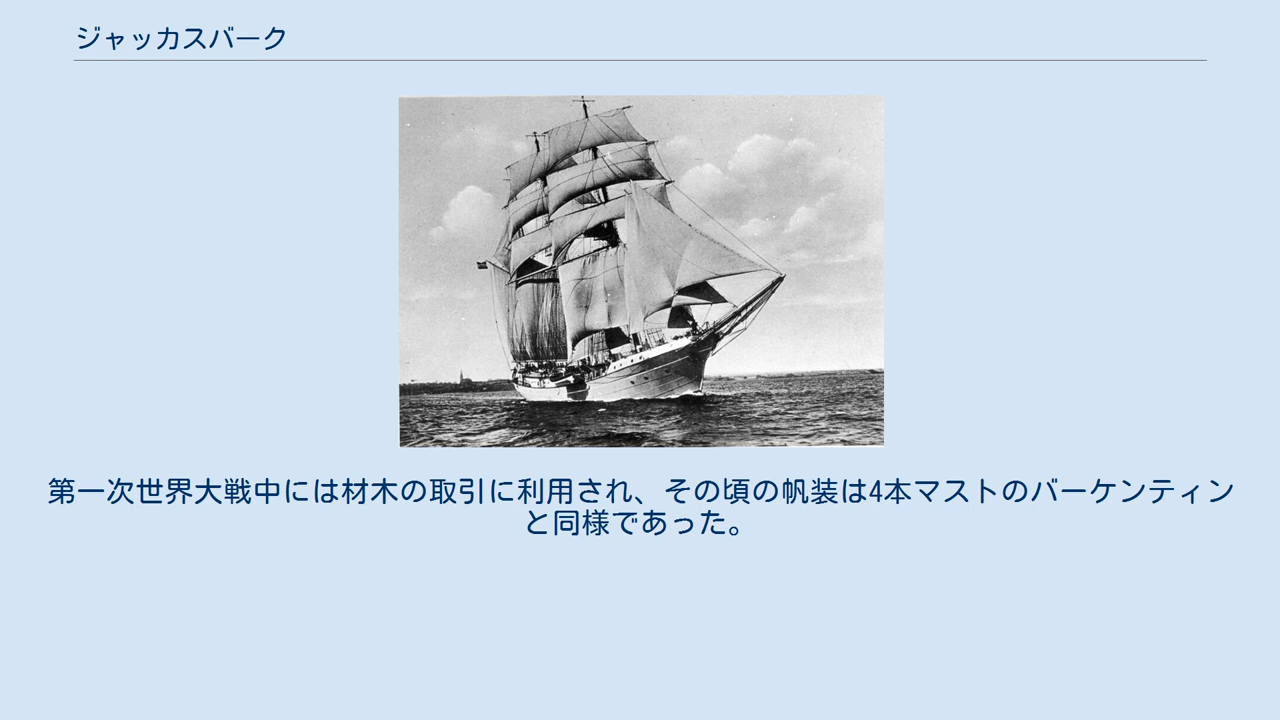 ジャッカスバーク
第一次世界大戦中には材木の取引に利用され、その頃の帆装は4本マストのバーケンティン
と同様であった。